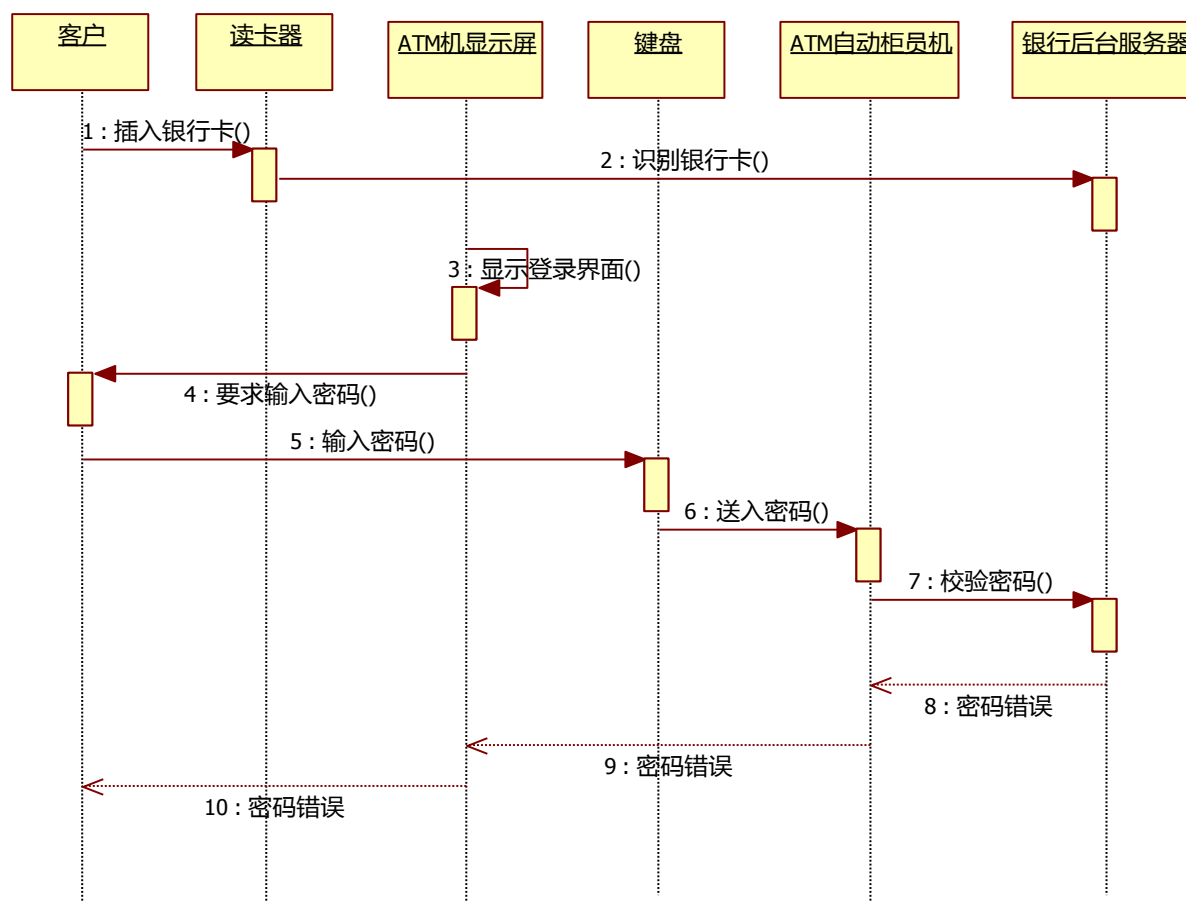 客户
读卡器
ATM机显示屏
键盘
ATM自动柜员机
银行后台服务器
1 : 插入银行卡()
2 : 识别银行卡()
3 : 显示登录界面()
4 : 要求输入密码()
5 : 输入密码()
6 : 送入密码()
7 : 校验密码()
8 : 密码错误
9 : 密码错误
10 : 密码错误